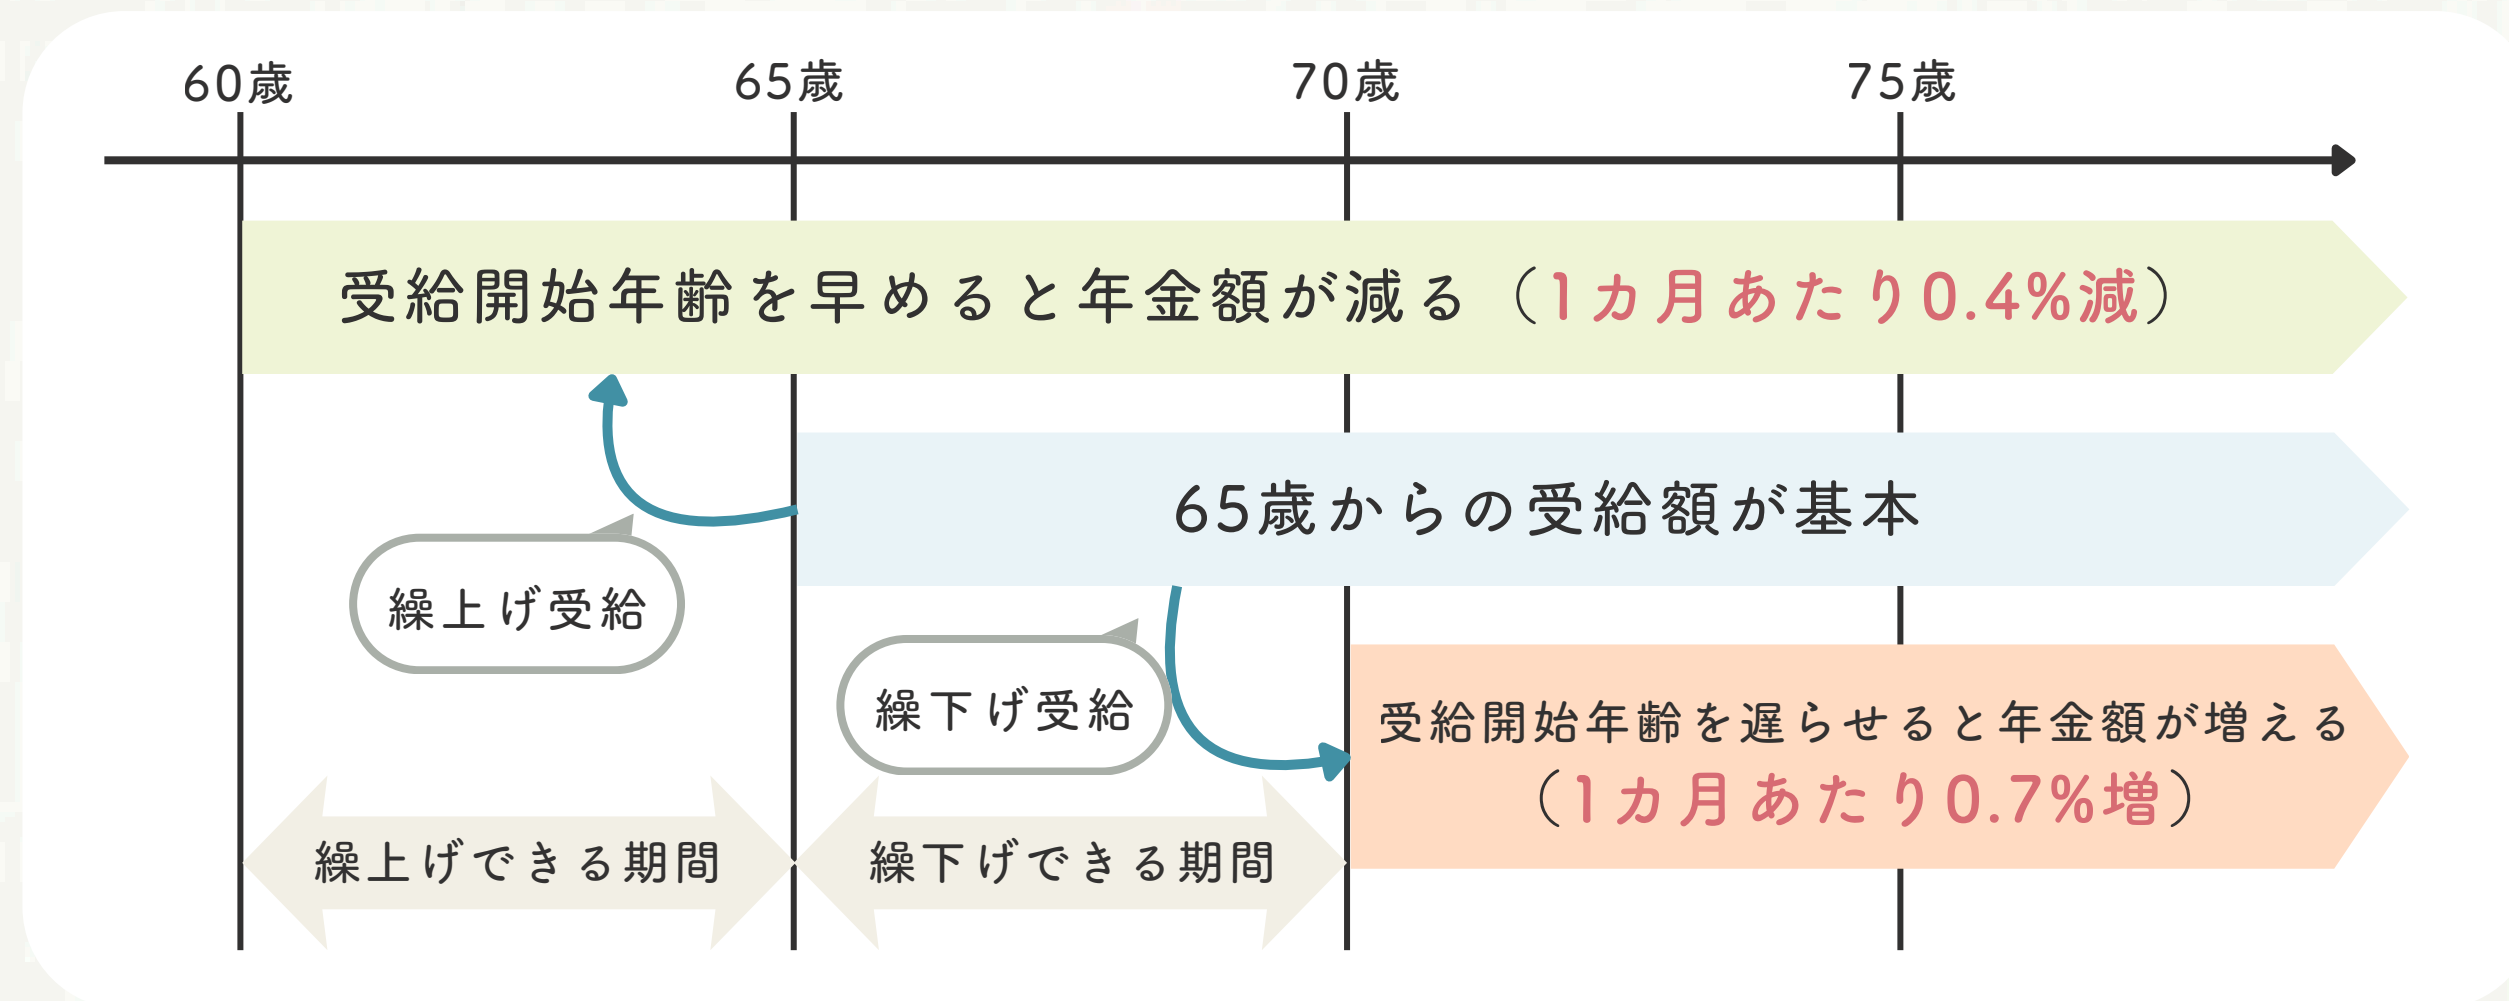 60歳
65歳
70歳
75歳
受給開始年齢を早めると年金額が減る（1カ月あたり0.4%減）
65歳からの受給額が基本
繰上げ受給
繰下げ受給
受給開始年齢を遅らせると年金額が増える
（1カ月あたり0.7%増）
繰上げできる期間
繰下げできる期間